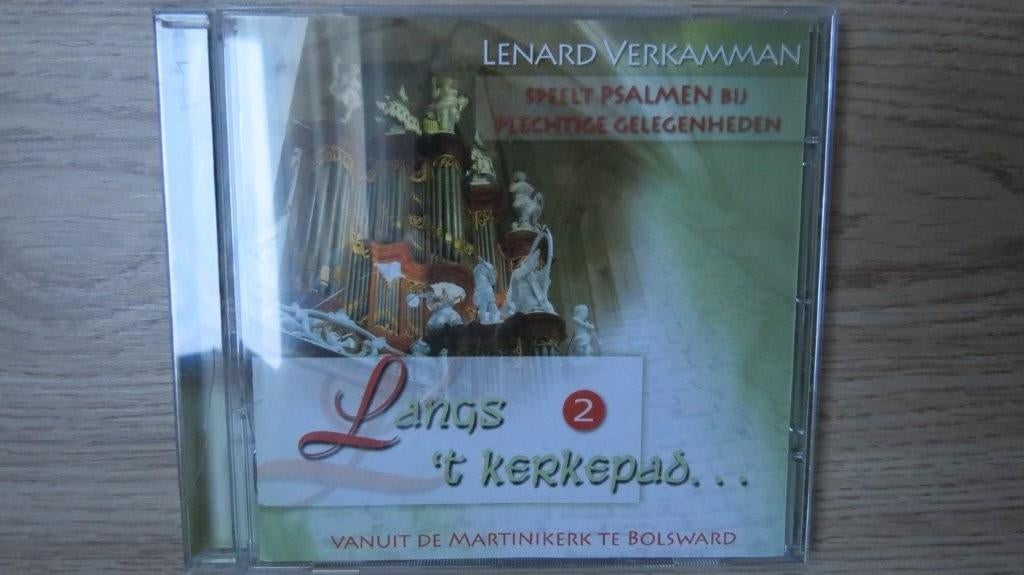 LENARD VERKAMMAN
SPEELT PSALMEN BIJ
PLECHTIGE GELEGENHEDEN
Langs 2
't kerkepad...
VANUIT DE MARTINIKERK TE BOLSWARD